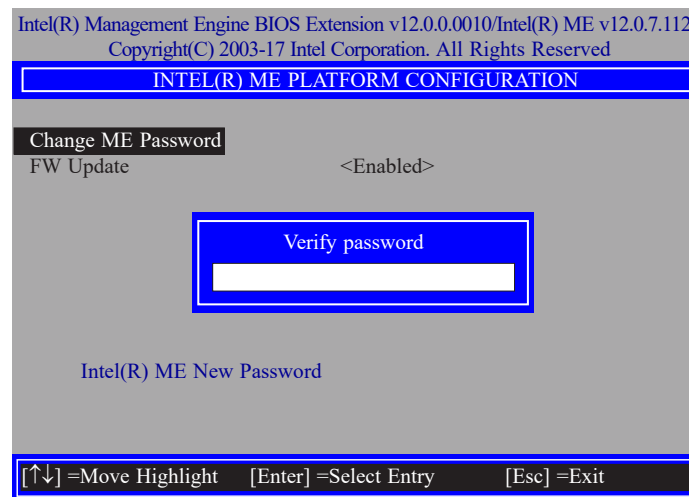 Intel(R) Management Engine BIOS Extension v12.0.0.0010/Intel(R) ME v12.0.7.112
Copyright(C) 2003-17 Intel Corporation. All Rights Reserved
INTEL(R) ME PLATFORM CONFIGURATION
Change ME Password
FW Update <Enabled>
Verify password
Intel(R) ME New Password
[↑↓] =Move Highlight [Enter] =Select Entry [Esc] =Exit